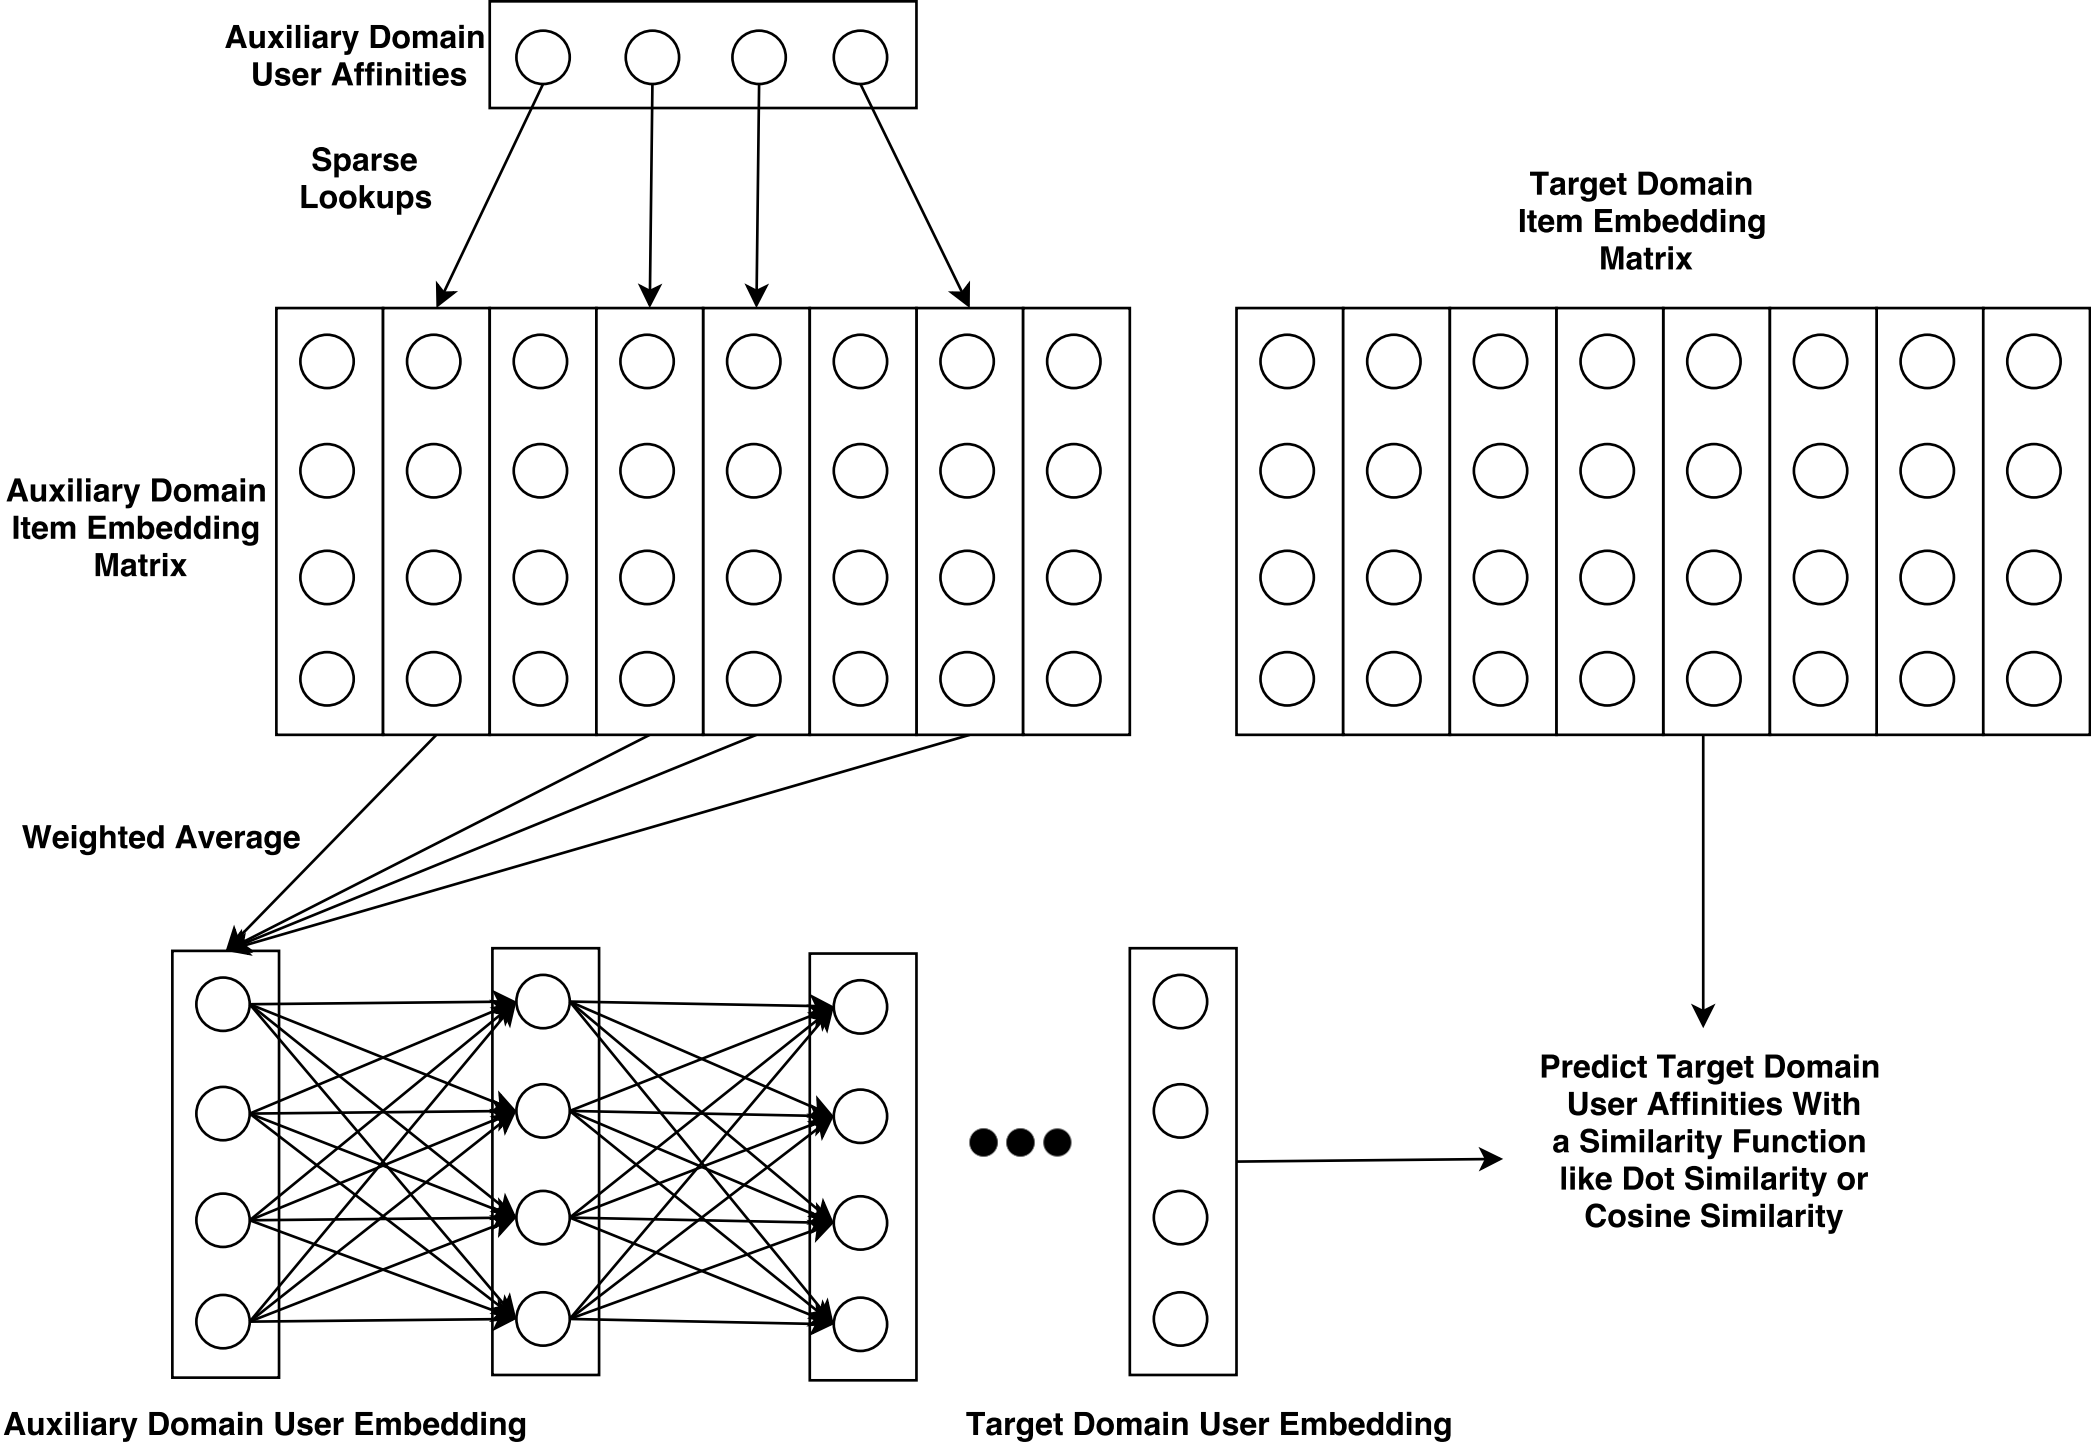 Auxiliary Domain
User Affinities
Sparse
Lookups
Target Domain
Item Embedding
Matrix
Auxiliary Domain
Item Embedding
Matrix
Weighted Average
Predict Target Domain
User Affinities With
a Similarity Function
like Dot Similarity or
Cosine Similarity
Auxiliary Domain User Embedding
Target Domain User Embedding